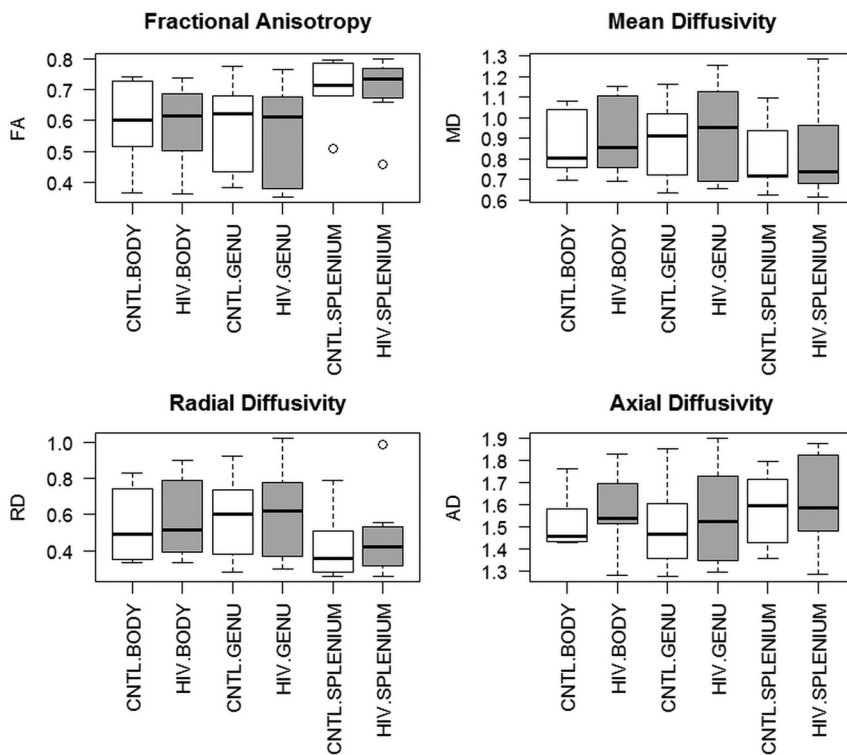 Fractional Anisotropy
FA
0.8
0.7
0.6
0.5
0.4
CNTL.BODY
HIV.BODY
CNTL.GENU
HIV.GENU
CNTL.SPLENIUM
HIV.SPLENIUM
Mean Diffusivity
MD
1.3
1.2
1.1
1.0
0.9
0.8
0.7
0.6
CNTL.BODY
HIV.BODY
CNTL.GENU
HIV.GENU
CNTL.SPLENIUM
HIV.SPLENIUM
Radial Diffusivity
RD
1.0
0.8
0.6
0.4
CNTL.BODY
HIV.BODY
CNTL.GENU
HIV.GENU
CNTL.SPLENIUM
HIV.SPLENIUM
Axial Diffusivity
AD
1.9
1.8
1.7
1.6
1.5
1.4
1.3
CNTL.BODY
HIV.BODY
CNTL.GENU
HIV.GENU
CNTL.SPLENIUM
HIV.SPLENIUM